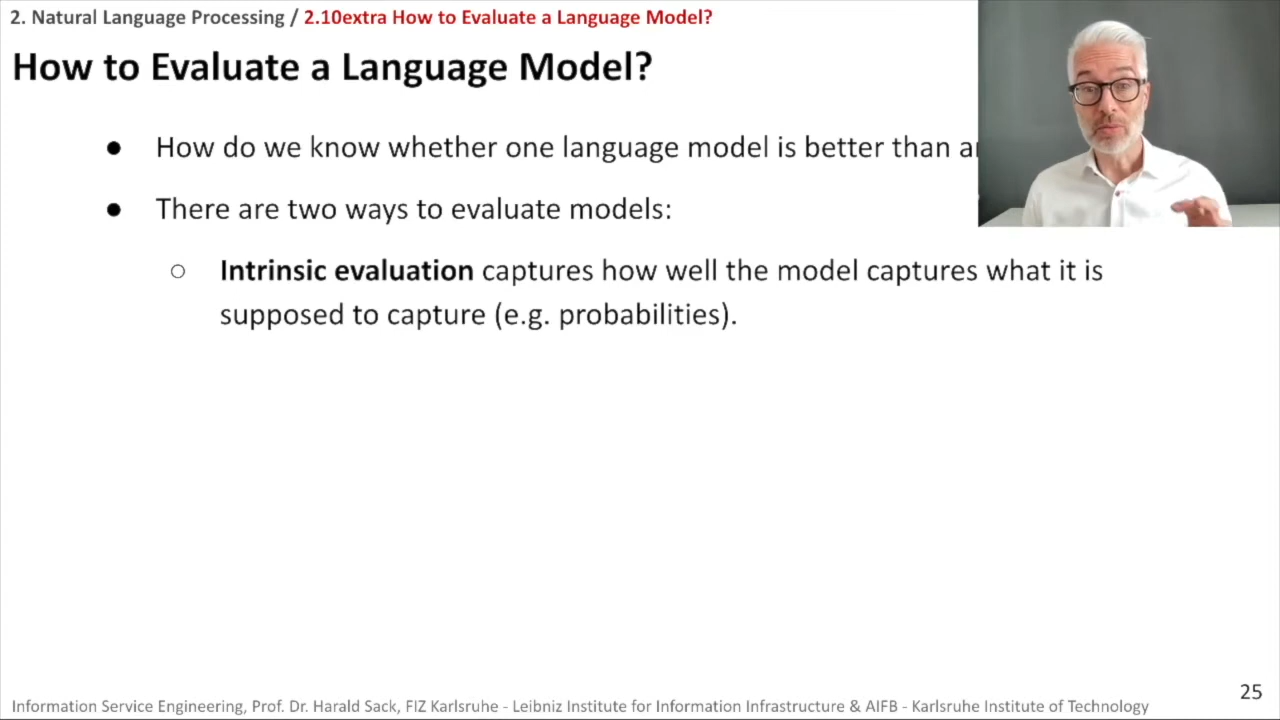 2. Natural Language Processing / 2.10extra How to Evaluate a Language Model?
How to Evaluate a Language Model?
● How do we know whether one language model is better than
● There are two ways to evaluate models:
○ Intrinsic evaluation captures how well the model captures what it is
supposed to capture (e.g. probabilities).
25
Information Service Engineering, Prof. Dr. Harald Sack, FIZ Karlsruhe - Leibniz Institute for Information Infrastructure & AIFB - Karlsruhe Institute of Technology